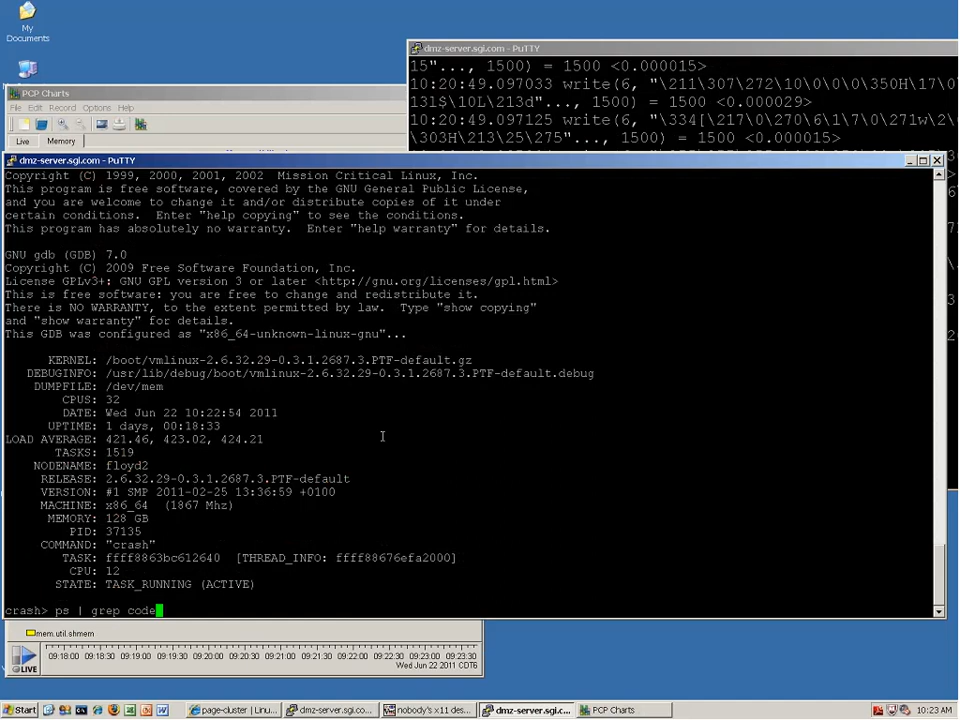 My
Documents
dmz-server.sgi.com - PuTTY
15"..., 1500) = 1500 <0.000015>
10:20:49.097033 write(6, "\211\307\272\10\0\0\0\350H\17\0
131$\10L\213d"..., 1500) = 1500 <0.000029>
10:20:49.097125 write(6, "\334[\217\0\270\6\1\7\0\271w\2\0
\303H\213\25\275"..., 1500) = 1500 <0.000015>
PCP Charts
File Edit Record Options Help
Live Memory
dmz-server.sgi.com - PuTTY
Copyright (C) 1999, 2000, 2001, 2002  Mission Critical Linux, Inc.
This program is free software, covered by the GNU General Public License,
and you are welcome to change it and/or distribute copies of it under
certain conditions.  Enter "help copying" to see the conditions.
This program has absolutely no warranty.  Enter "help warranty" for details.
GNU gdb (GDB) 7.0
Copyright (C) 2009 Free Software Foundation, Inc.
License GPLv3+: GNU GPL version 3 or later <http://gnu.org/licenses/gpl.html>
This is free software: you are free to change and redistribute it.
There is NO WARRANTY, to the extent permitted by law.  Type "show copying"
and "show warranty" for details.
This GDB was configured as "x86_64-unknown-linux-gnu"...
KERNEL: /boot/vmlinux-2.6.32.29-0.3.1.2687.3.PTF-default.gz
DEBUGINFO: /usr/lib/debug/boot/vmlinux-2.6.32.29-0.3.1.2687.3.PTF-default.debug
DUMPFILE: /dev/mem
CPUS: 32
DATE: Wed Jun 22 10:22:54 2011
UPTIME: 1 days, 00:18:33
LOAD AVERAGE: 421.46, 423.02, 424.21
TASKS: 1519
NODENAME: floyd2
RELEASE: 2.6.32.29-0.3.1.2687.3.PTF-default
VERSION: #1 SMP 2011-02-25 13:36:59 +0100
MACHINE: x86_64  (1867 Mhz)
MEMORY: 128 GB
PID: 37135
COMMAND: "crash"
TASK: ffff8863bc612640  [THREAD_INFO: ffff88676efa2000]
CPU: 12
STATE: TASK_RUNNING (ACTIVE)
crash> ps | grep code
mem.util.shmem
LIVE
09:18:00 09:18:30 09:19:00 09:19:30 09:20:00 09:20:30 09:21:00 09:21:30 09:22:00 09:22:30 09:23:00 09:23:30
Wed Jun 22 2011 CDT6
Start
page-cluster | Linu...
dmz-server.sgi.co...
nobody's x11 des...
dmz-server.sgi.co...
PCP Charts
10:23 AM